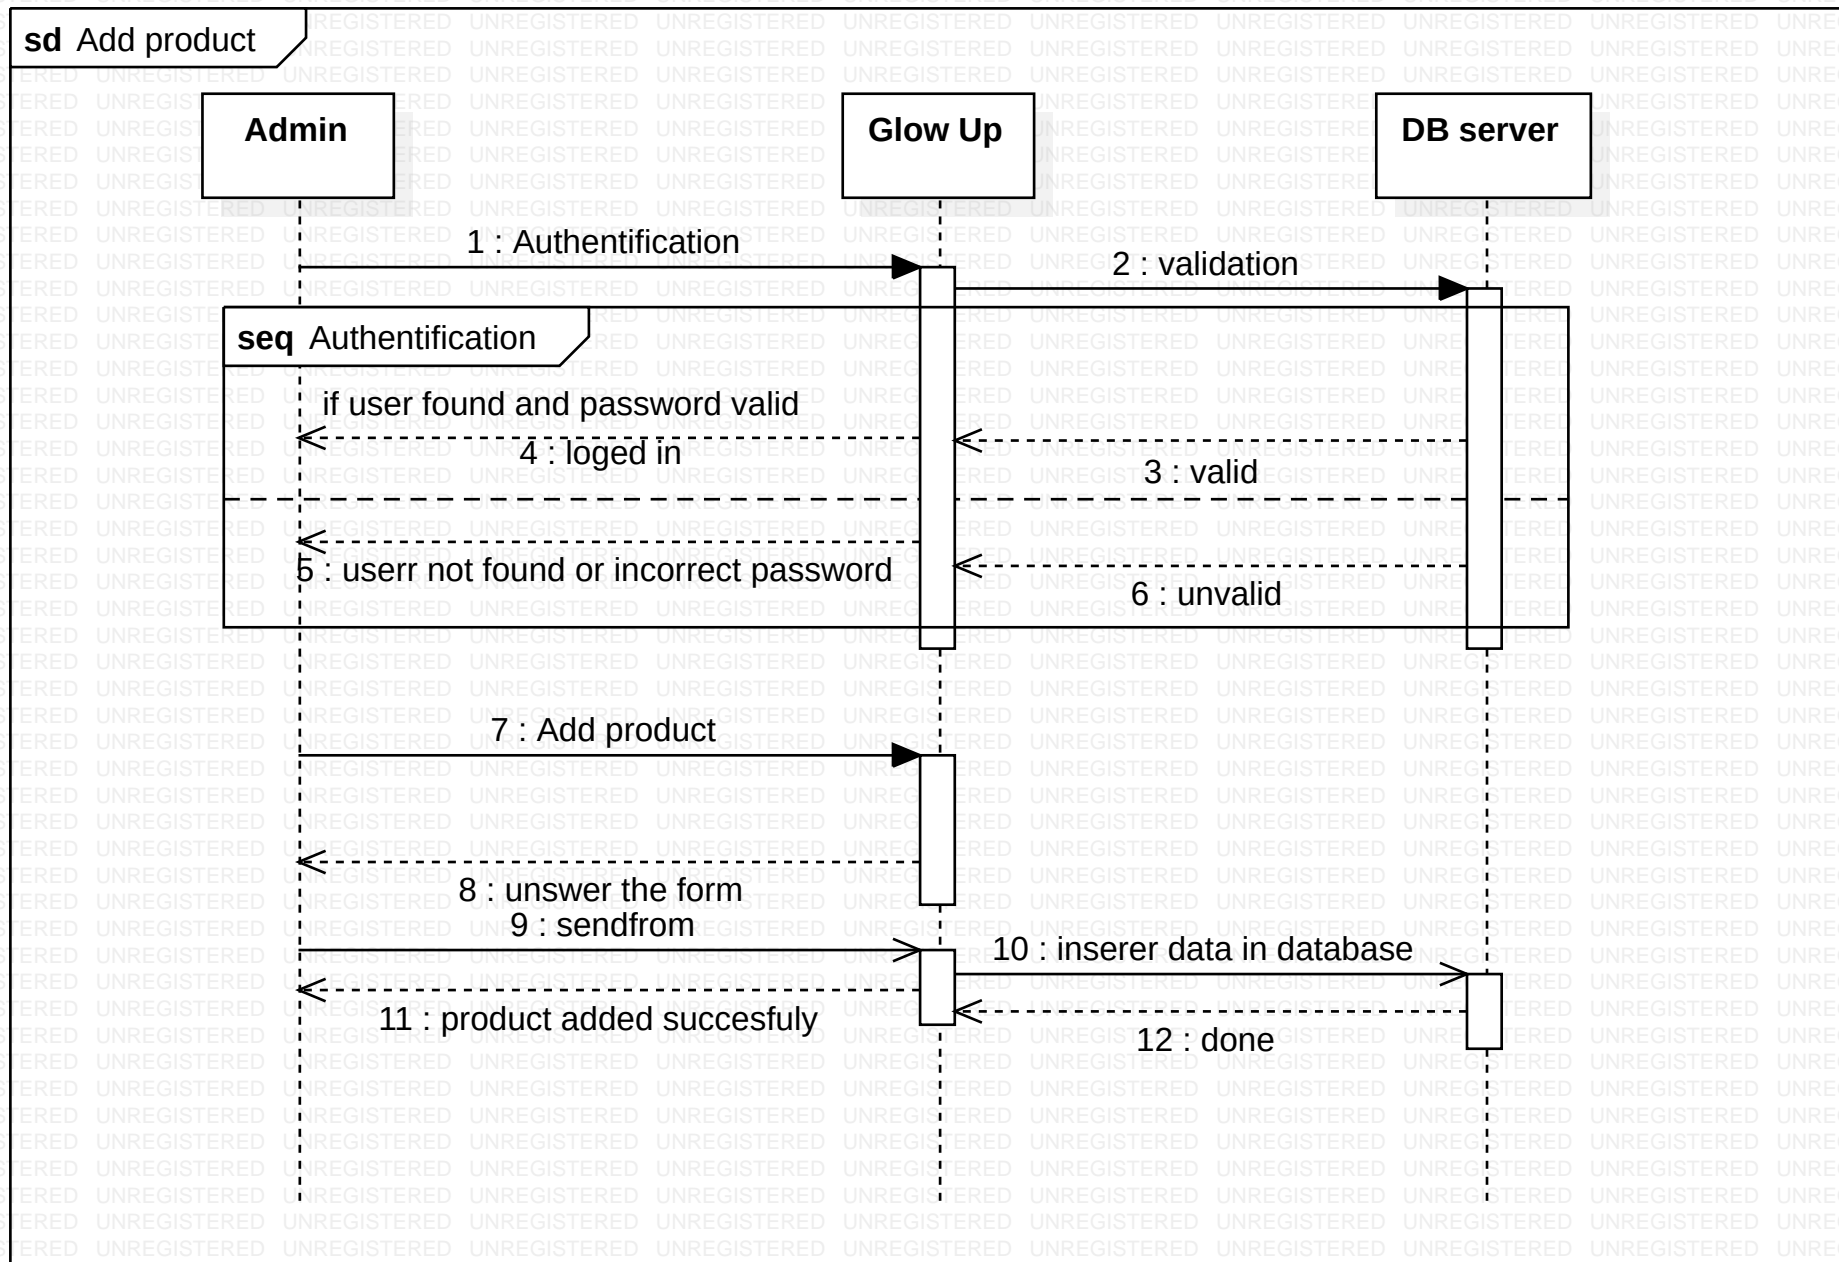 sd Add product
Admin
Glow Up
DB server
1 : Authentification
2 : validation
seq Authentification
if user found and password valid
4 : loged in
3 : valid
5 : userr not found or incorrect password
6 : unvalid
7 : Add product
8 : unswer the form
9 : sendfrom
10 : inserer data in database
11 : product added succesfuly
12 : done
UNREGISTERED